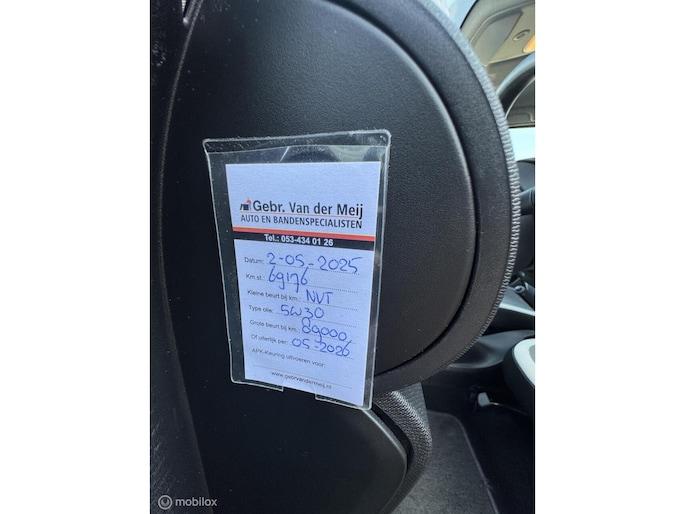 Gebr. Van der Meij
AUTO EN BANDENSPECIALISTEN
Tel.: 053-434 01 26
Datum: 2-05-2025
Km st.: 69176
Kleine beurt bij km.: NVT
Type olie: 5W30
Grote beurt bij km.: 89000,
Of uiterlijk per: 05-2026
APK-Keuring uitvoeren voor:
www.gebrvandermeij.nl
mobilox